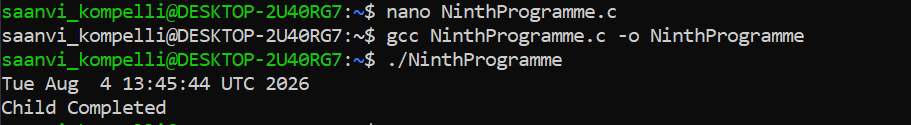 saanvi_kompelli@DESKTOP-2U40RG7:~$ nano NinthProgramme.c
saanvi_kompelli@DESKTOP-2U40RG7:~$ gcc NinthProgramme.c -o NinthProgramme
saanvi_kompelli@DESKTOP-2U40RG7:~$ ./NinthProgramme
Tue Aug  4 13:45:44 UTC 2026
Child Completed